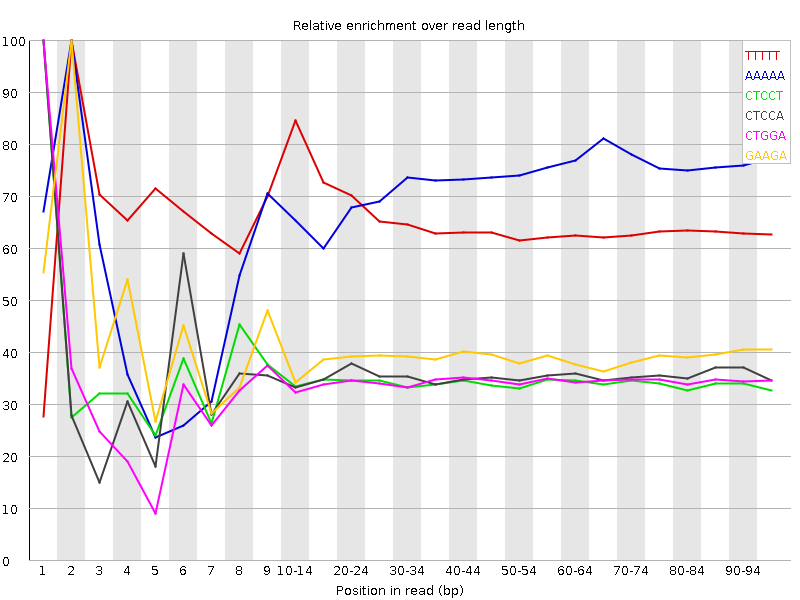 Relative enrichment over read length
100
90
80
70
60
50
40
30
20
10
0
TTTTT
AAAAA
CTCCT
CTCCA
CTGGA
GAAGA
1 2 3 4 5 6 7 8 9 10-14 20-24 30-34 40-44 50-54 60-64 70-74 80-84 90-94
Position in read (bp)